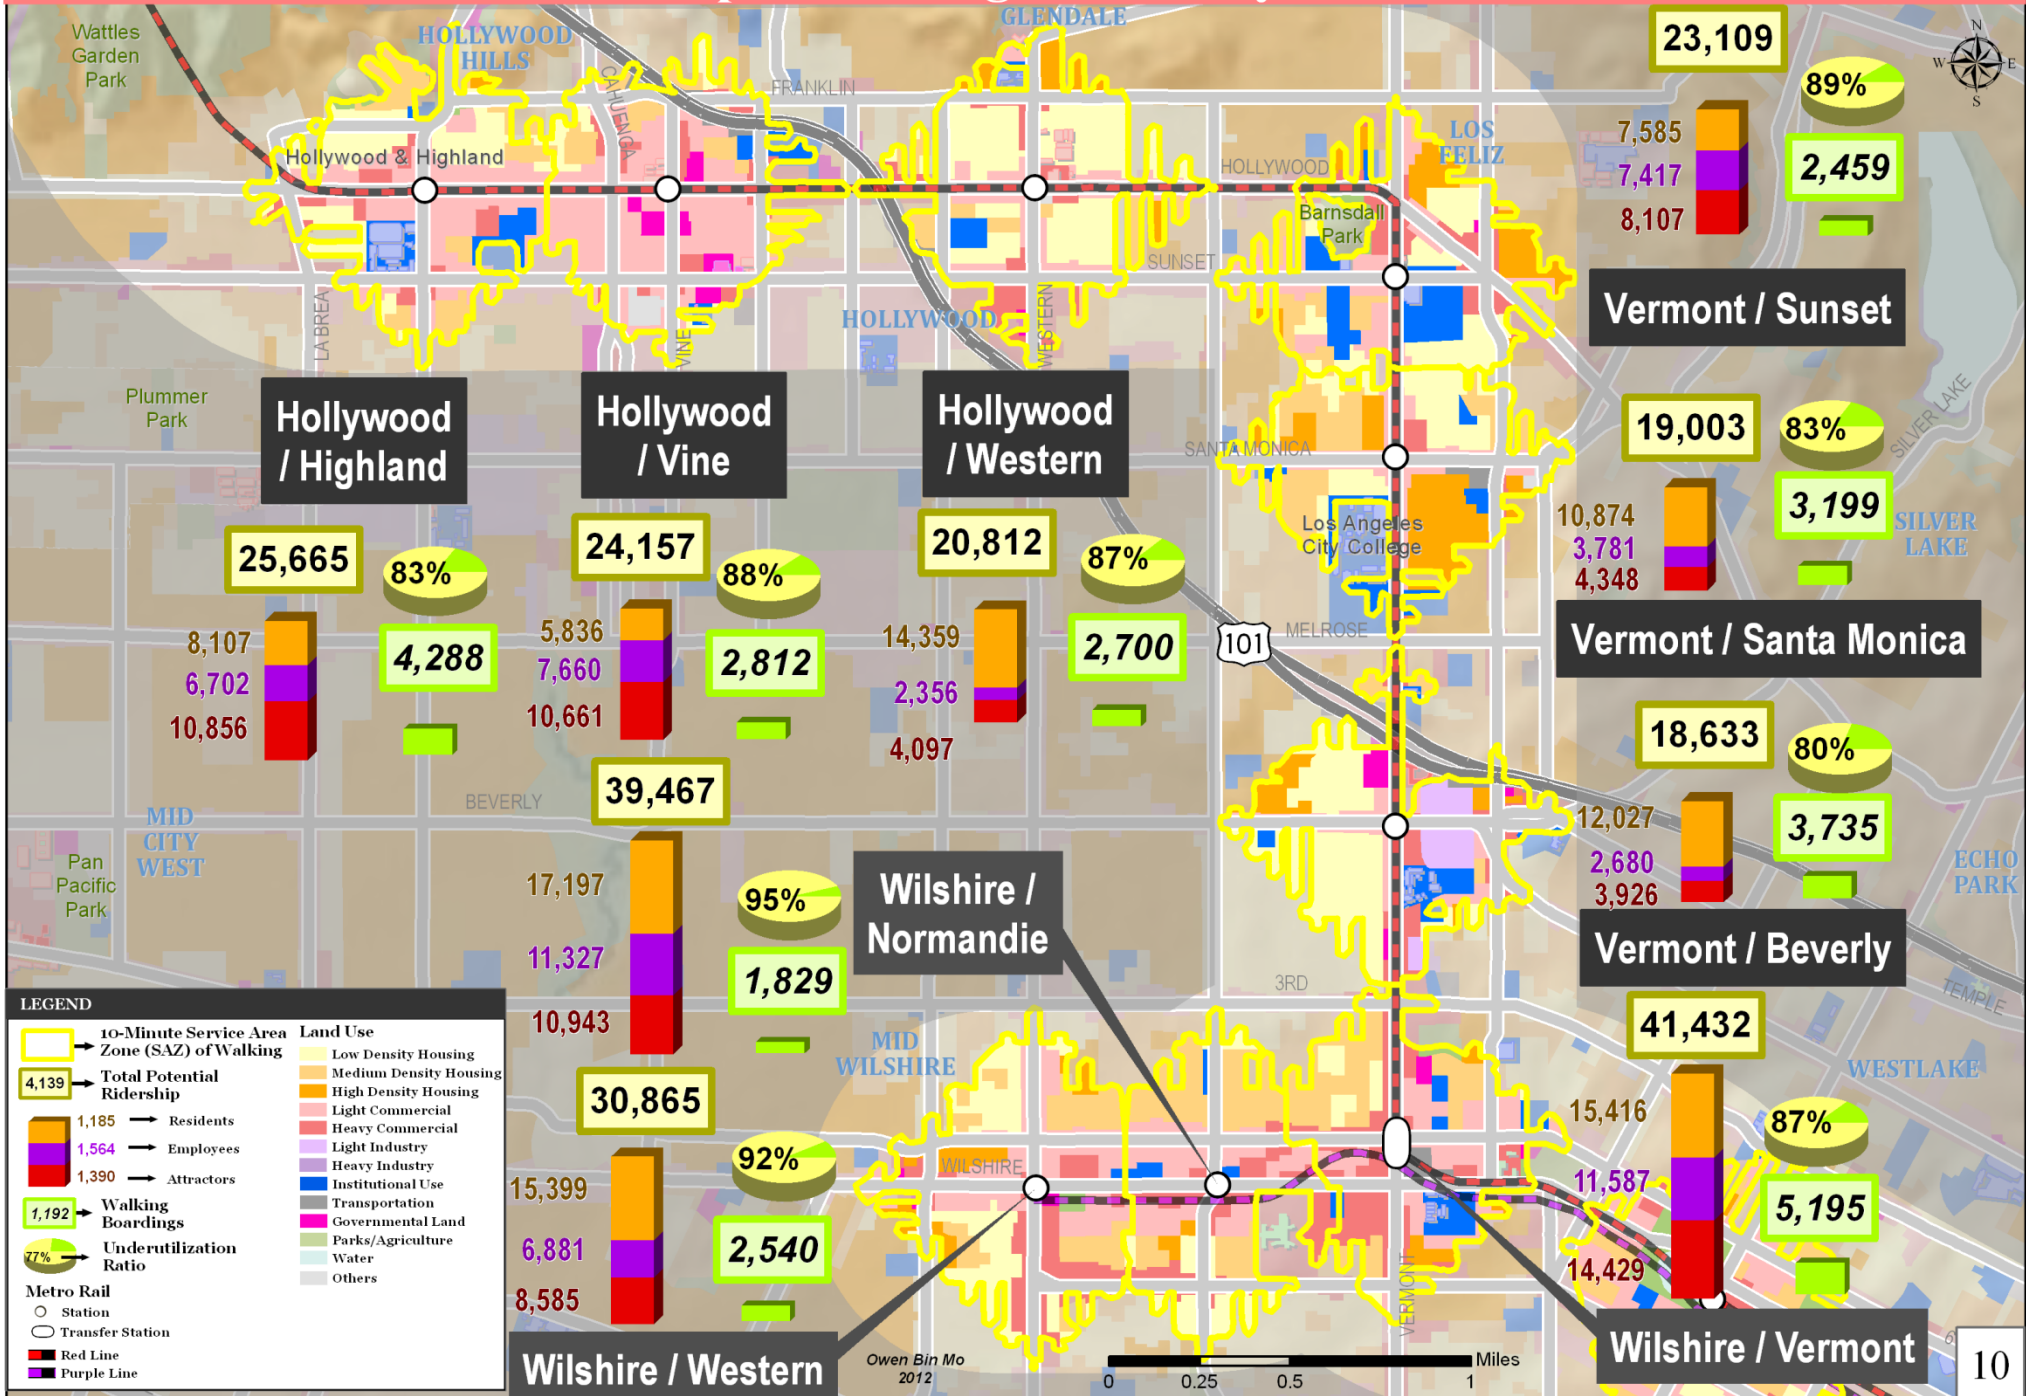 GLENDALE
HOLLYWOOD
HILLS
Wattles
Garden
Park
CAHUENGA
FRANKLIN
23,109
89%
N
W
E
S
7,585
7,417
8,107
2,459
LOS
FELIZ
Hollywood & Highland
HOLLYWOOD
Barnsdall
Park
SUNSET
Vermont / Sunset
LA BREA
VINE
HOLLYWOOD
WESTERN
Plummer
Park
Hollywood
/ Highland
Hollywood
/ Vine
Hollywood
/ Western
SANTA MONICA
19,003
83%
SILVER LAKE
10,874
3,781
4,348
3,199
SILVER
LAKE
Los Angeles
City College
25,665
83%
8,107
6,702
10,856
4,288
24,157
88%
5,836
7,660
10,661
2,812
20,812
87%
14,359
2,356
4,097
2,700
101
MELROSE
Vermont / Santa Monica
18,633
80%
12,027
2,680
3,926
3,735
ECHO
PARK
Vermont / Beverly
BEVERLY
MID
CITY
WEST
Pan
Pacific
Park
39,467
17,197
11,327
10,943
95%
1,829
Wilshire /
Normandie
3RD
TEMPLE
MID
WILSHIRE
41,432
WESTLAKE
15,416
11,587
14,429
87%
5,195
30,865
15,399
6,881
8,585
92%
2,540
WILSHIRE
VERMONT
Wilshire / Western
Wilshire / Vermont
LEGEND
10-Minute Service Area
Zone (SAZ) of Walking
4,139
Total Potential
Ridership
1,185
Residents
1,564
Employees
1,390
Attractors
1,192
Walking
Boardings
77%
Underutilization
Ratio
Metro Rail
Station
Transfer Station
Red Line
Purple Line
Land Use
Low Density Housing
Medium Density Housing
High Density Housing
Light Commercial
Heavy Commercial
Light Industry
Heavy Industry
Institutional Use
Transportation
Governmental Land
Parks/Agriculture
Water
Others
Owen Bin Mo
2012
Miles
0
0.25
0.5
1
10